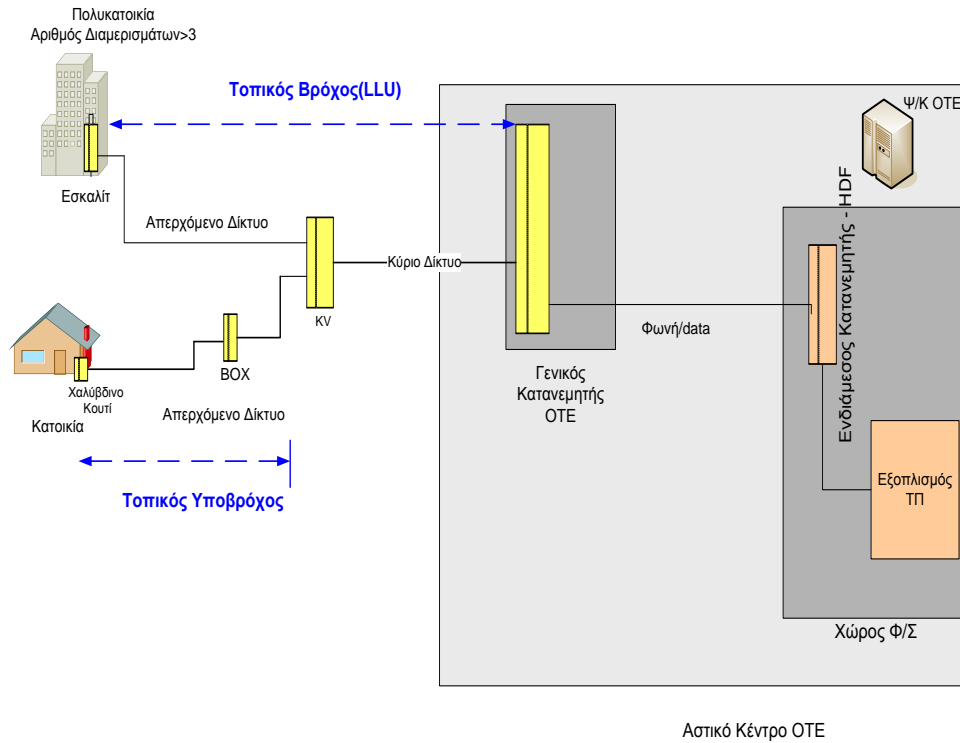 Πολυκατοικία
Αριθμός Διαμερισμάτων>3
Τοπικός Βρόχος(LLU)
Ψ/Κ ΟΤΕ
Εσκαλίτ
Απερχόμενο Δίκτυο
Κύριο Δίκτυο
KV
Ενδιάμεσος Κατανεμητής - HDF
Φωνή/data
BOX
Γενικός
Κατανεμητής
ΟΤΕ
Χαλύβδινο
Κουτί
Κατοικία
Απερχόμενο Δίκτυο
Τοπικός Υποβρόχος
Εξοπλισμός
ΤΠ
Χώρος Φ/Σ
Αστικό Κέντρο ΟΤΕ